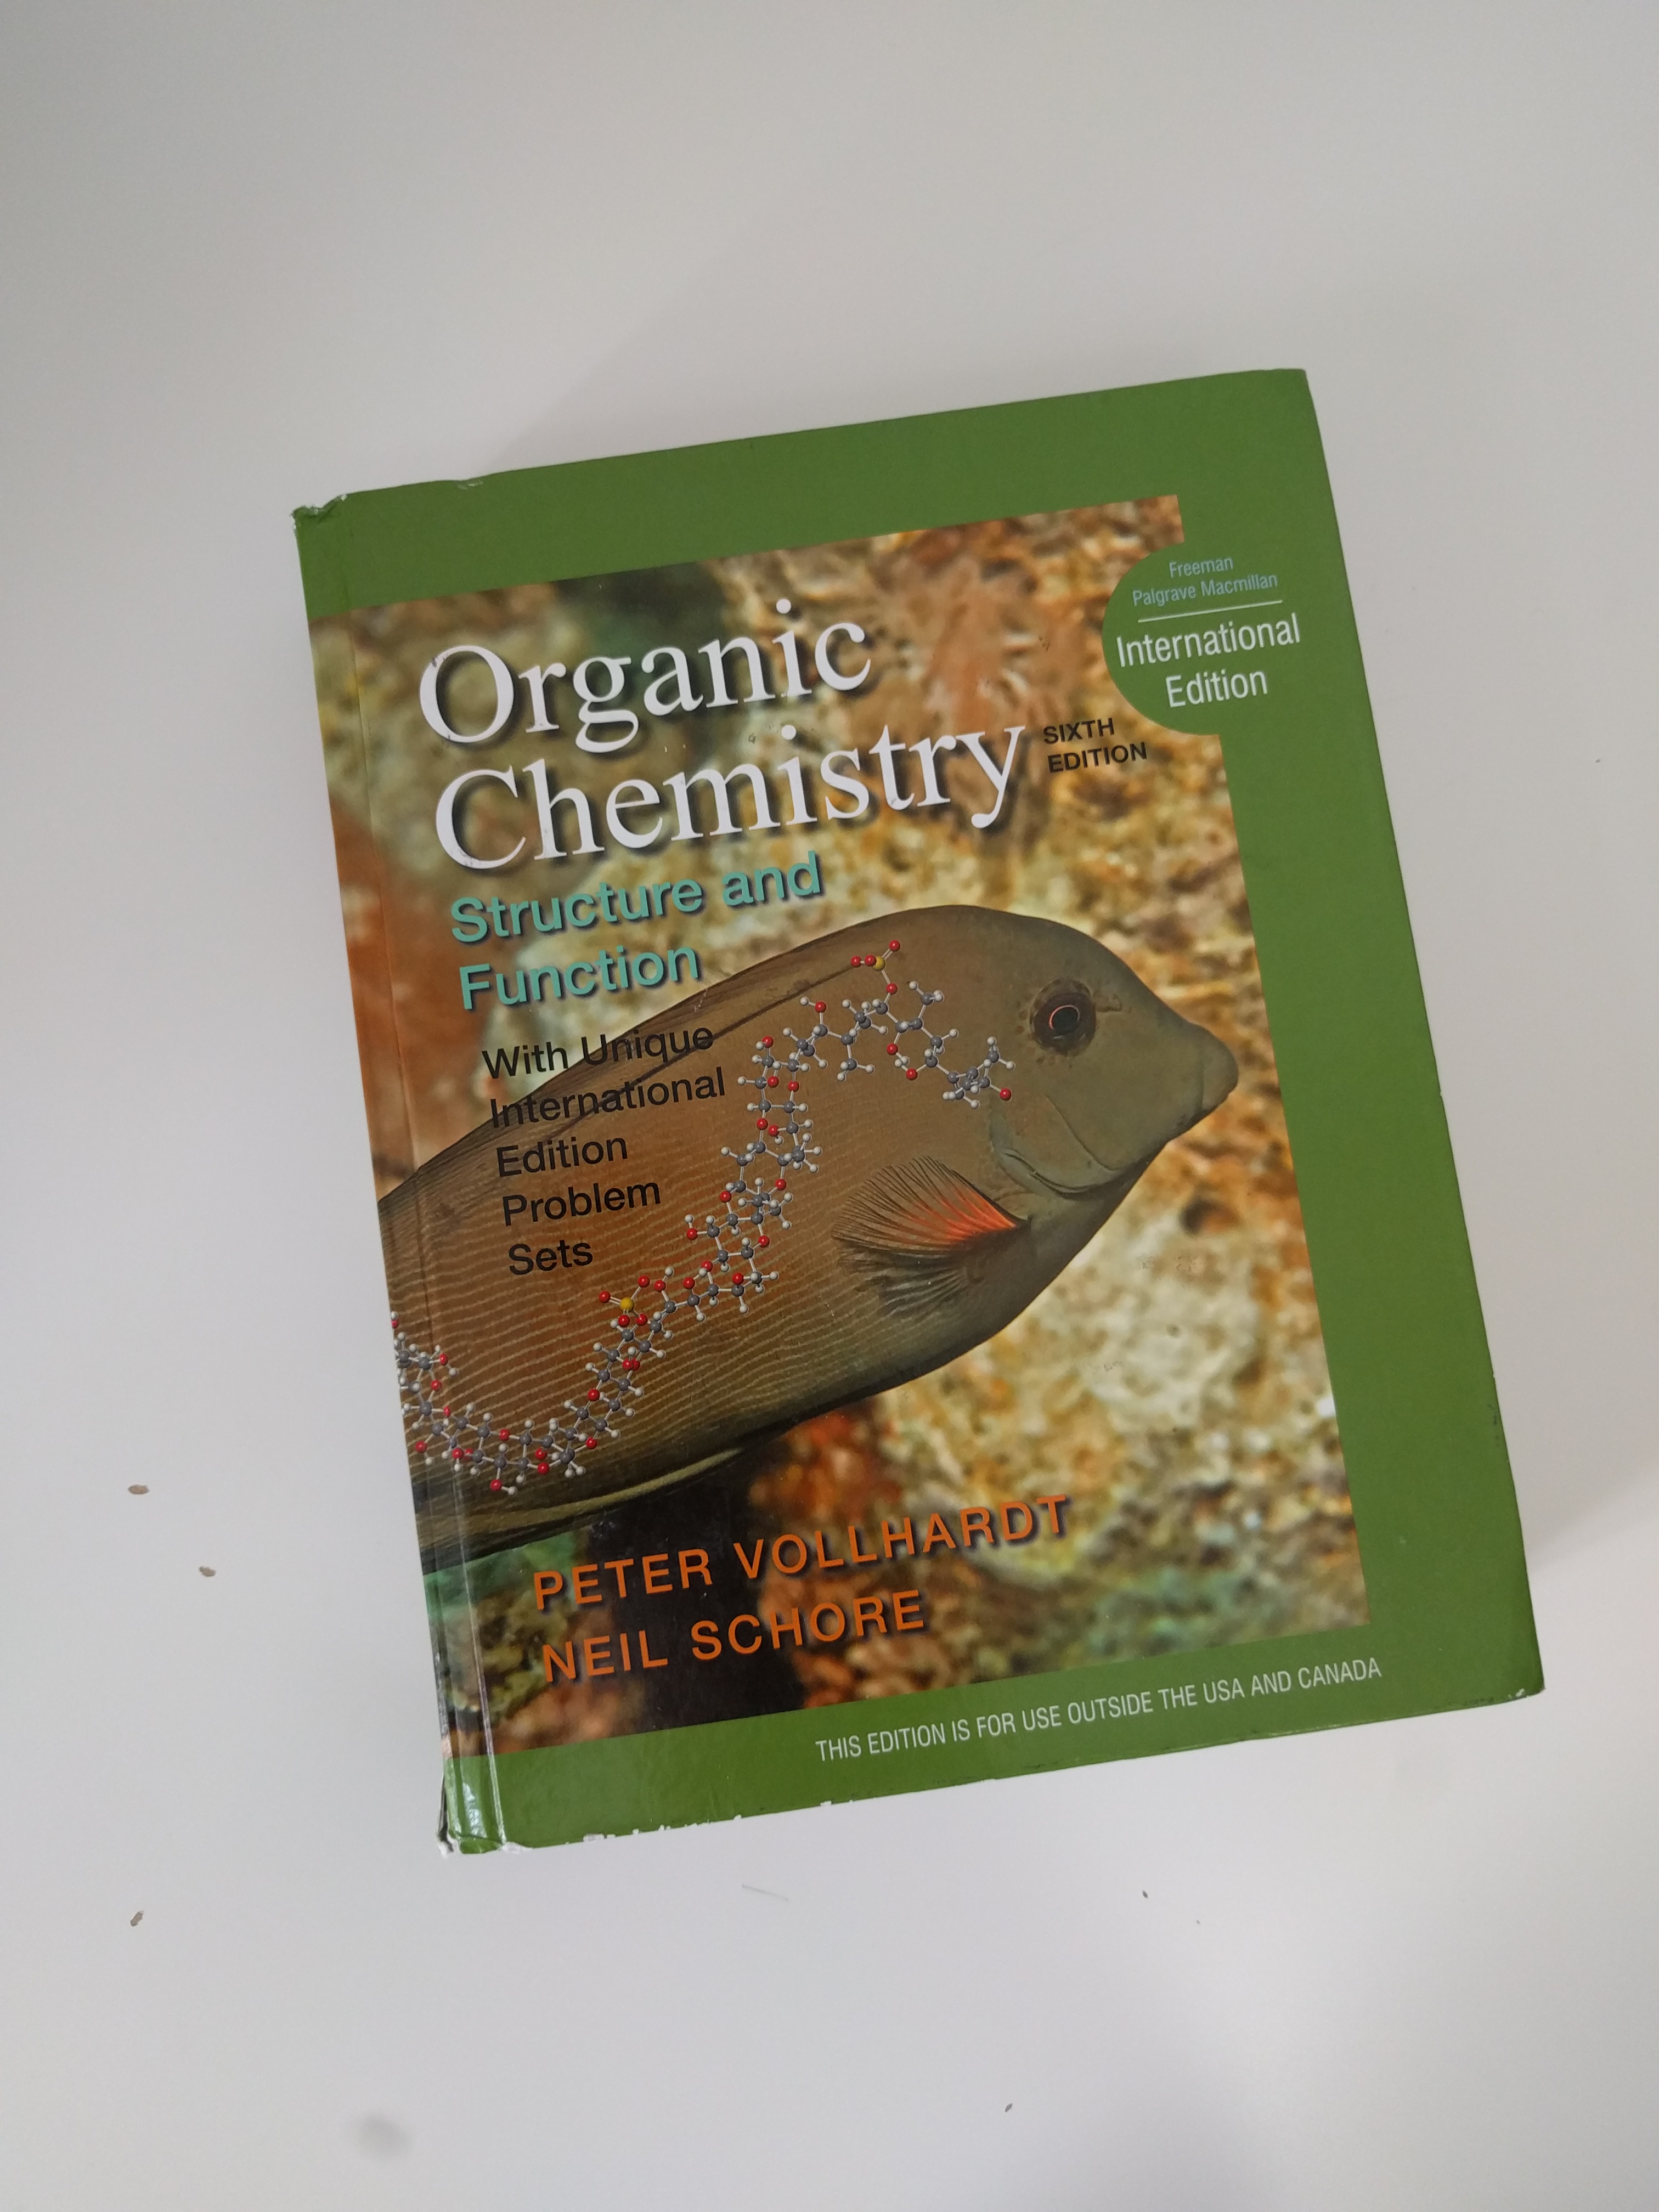 Freeman
Palgrave Macmillan
International
Edition
Organic
Chemistry
SIXTH
EDITION
Structure and
Function
With Unique
International
Edition
Problem
Sets
PETER VOLLHARDT
NEIL SCHORE
THIS EDITION IS FOR USE OUTSIDE THE USA AND CANADA